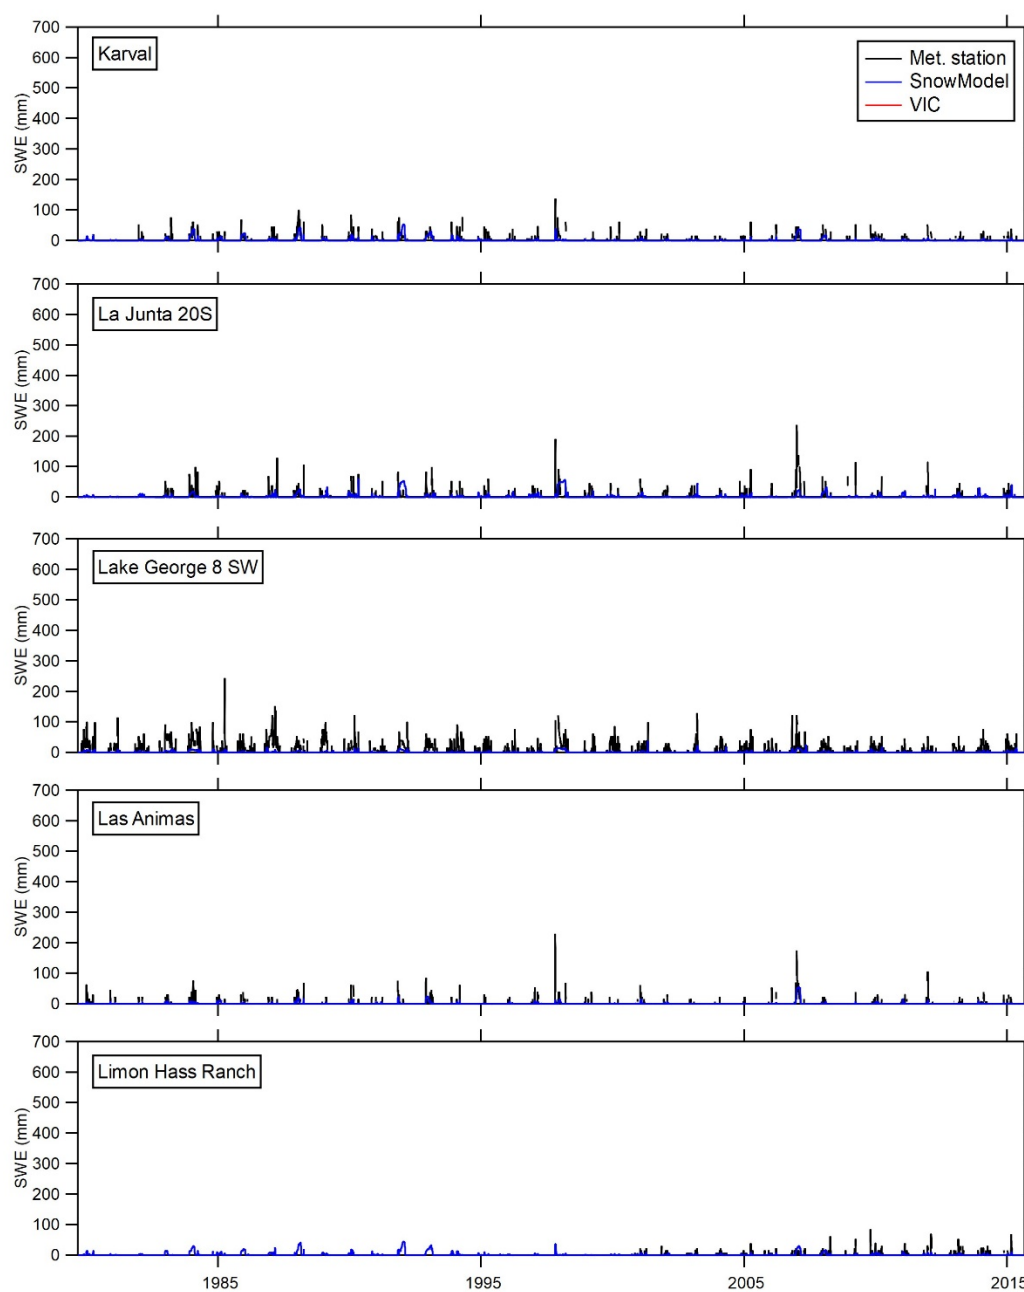 700
600
500
400
300
200
100
0
SWE (mm)
Karval
Met. station
SnowModel
VIC
700
600
500
400
300
200
100
0
SWE (mm)
La Junta 20S
700
600
500
400
300
200
100
0
SWE (mm)
Lake George 8 SW
700
600
500
400
300
200
100
0
SWE (mm)
Las Animas
700
600
500
400
300
200
100
0
SWE (mm)
Limon Hass Ranch
1985 1995 2005 2015